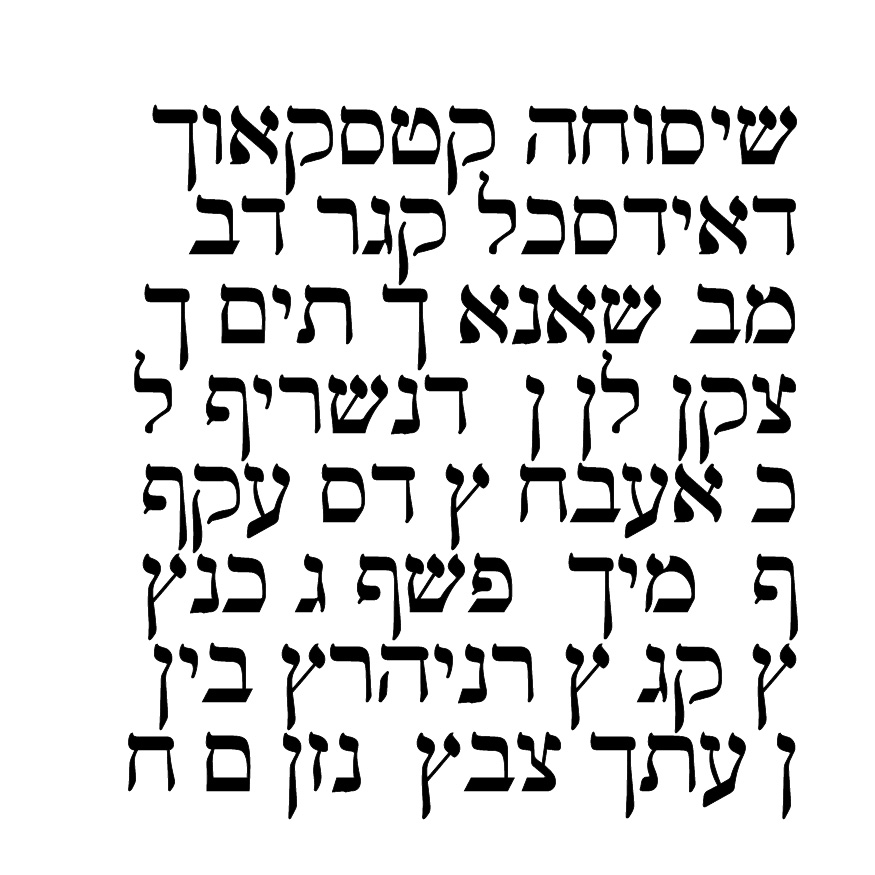 שיסוחה קטסקאוך
דאידסכל קגר דב
מב שאנא ך תים ך
צקן לן ן דנשריף ל
כ אעבח ץ דס עקף
ף מיך פשף ג כנץ
ץ קג ץ רניהרץ בין
ן עתך צבץ נזן ם ח